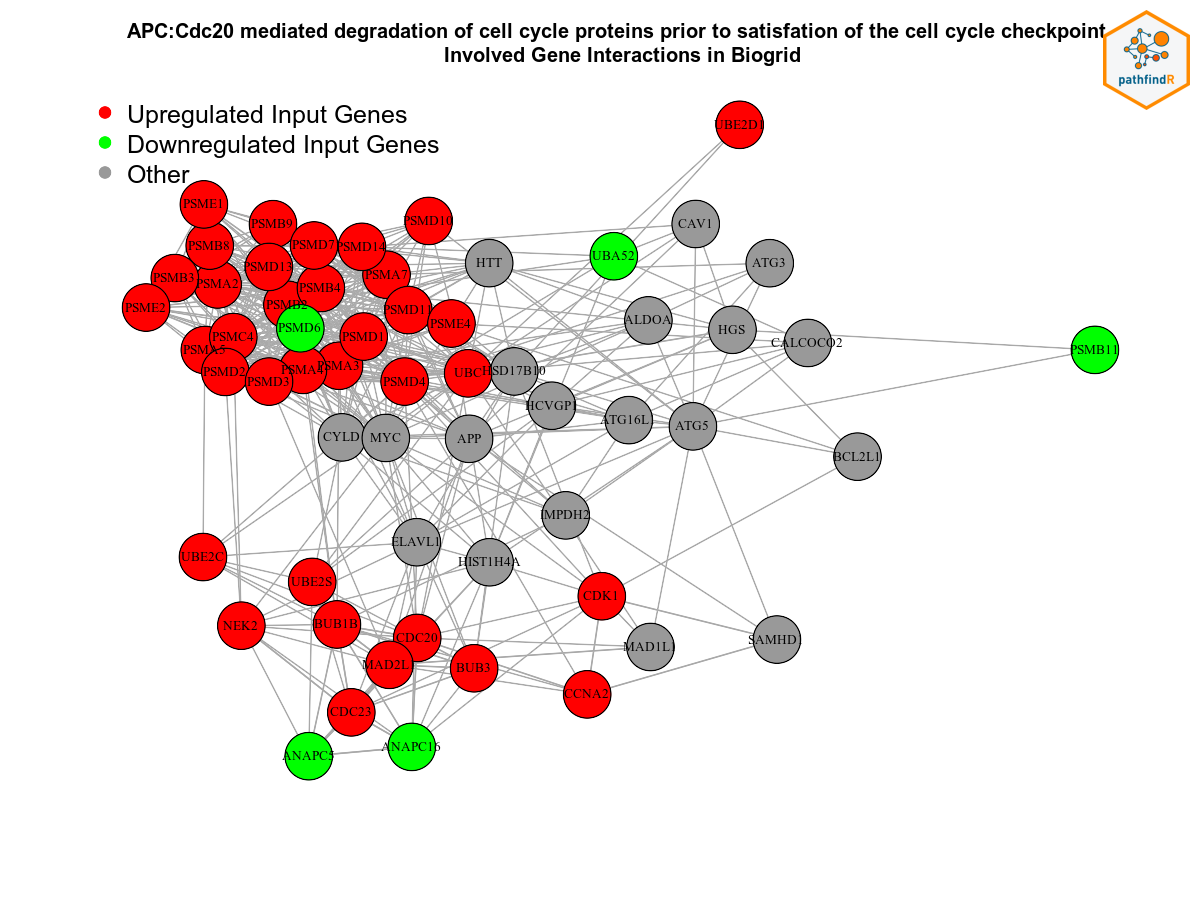 APC:Cdc20 mediated degradation of cell cycle proteins prior to satisfation of the cell cycle checkpoint
Involved Gene Interactions in Biogrid
pathfindR
Upregulated Input Genes
Downregulated Input Genes
Other
UBE2D1
PSME1
PSMB9
PSMD10
CAV1
PSMB8
PSMD7
PSMD14
UBA52
HTT
ATG3
PSMD13
PSMB3
PSMA2
PSMA7
PSMB4
PSME2
PSMB2
PSMD11
PSME4
ALDOA
PSMD6
HGS
PSMC4
PSMD1
CALCOCO2
PSMA5
PSMB11
PSMD2
PSMA3
PSMD3
PSMD4
UBC
HSD17B10
HCVGP1
ATG16L1
ATG5
CYLD
MYC
APP
BCL2L1
IMPDH2
ELAVL1
UBE2C
HIST1H4A
UBE2S
CDK1
NEK2
BUB1B
CDC20
MAD1L1
SAMHD1
MAD2L1
BUB3
CCNA2
CDC23
ANAPC5
ANAPC16